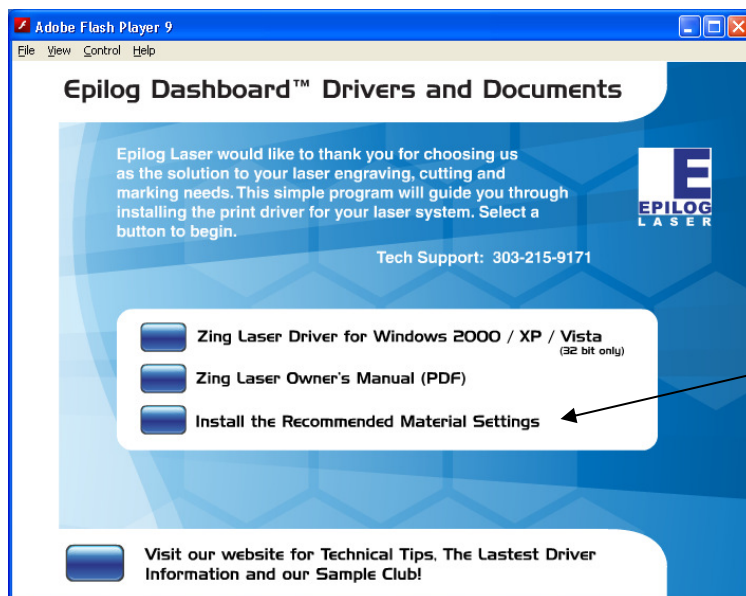 Adobe Flash Player 9
File View Control Help
Epilog Dashboard™ Drivers and Documents
Epilog Laser would like to thank you for choosing us
as the solution to your laser engraving, cutting and
marking needs. This simple program will guide you through
installing the print driver for your laser system. Select a
button to begin.
Tech Support: 303-215-9171
E
EPILOG
LASER
Zing Laser Driver for Windows 2000 / XP / Vista
(32 bit only)
Zing Laser Owner's Manual (PDF)
Install the Recommended Material Settings
Visit our website for Technical Tips, The Lastest Driver
Information and our Sample Club!